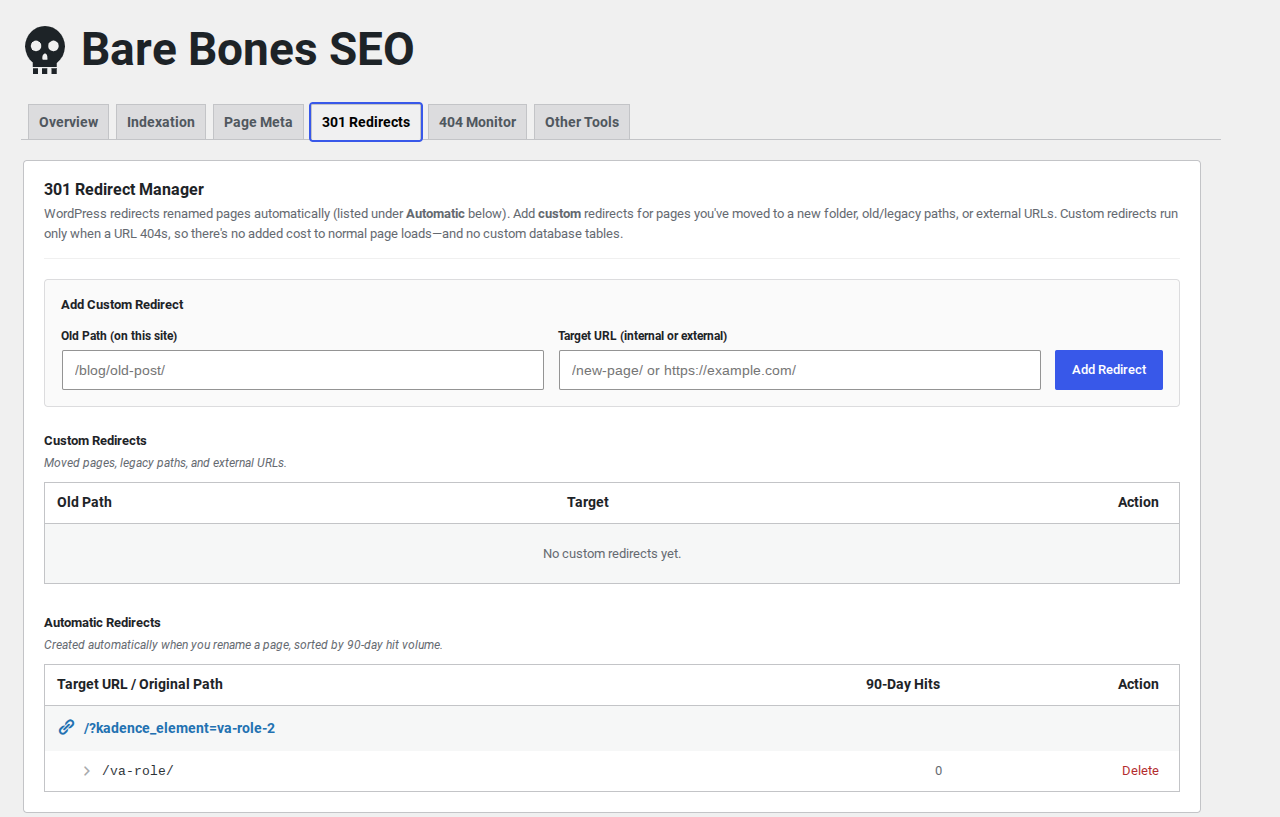 Bare Bones SEO
Overview
Indexation
Page Meta
301 Redirects
404 Monitor
Other Tools
301 Redirect Manager
WordPress redirects renamed pages automatically (listed under Automatic below). Add custom redirects for pages you've moved to a new folder, old/legacy paths, or external URLs. Custom redirects run
only when a URL 404s, so there's no added cost to normal page loads—and no custom database tables.
Add Custom Redirect
Old Path (on this site)
Target URL (internal or external)
/blog/old-post/
/new-page/ or https://example.com/
Add Redirect
Custom Redirects
Moved pages, legacy paths, and external URLs.
Old Path
Target
Action
No custom redirects yet.
Automatic Redirects
Created automatically when you rename a page, sorted by 90-day hit volume.
Target URL / Original Path
90-Day Hits
Action
/?kadence_element=va-role-2
/va-role/
0
Delete